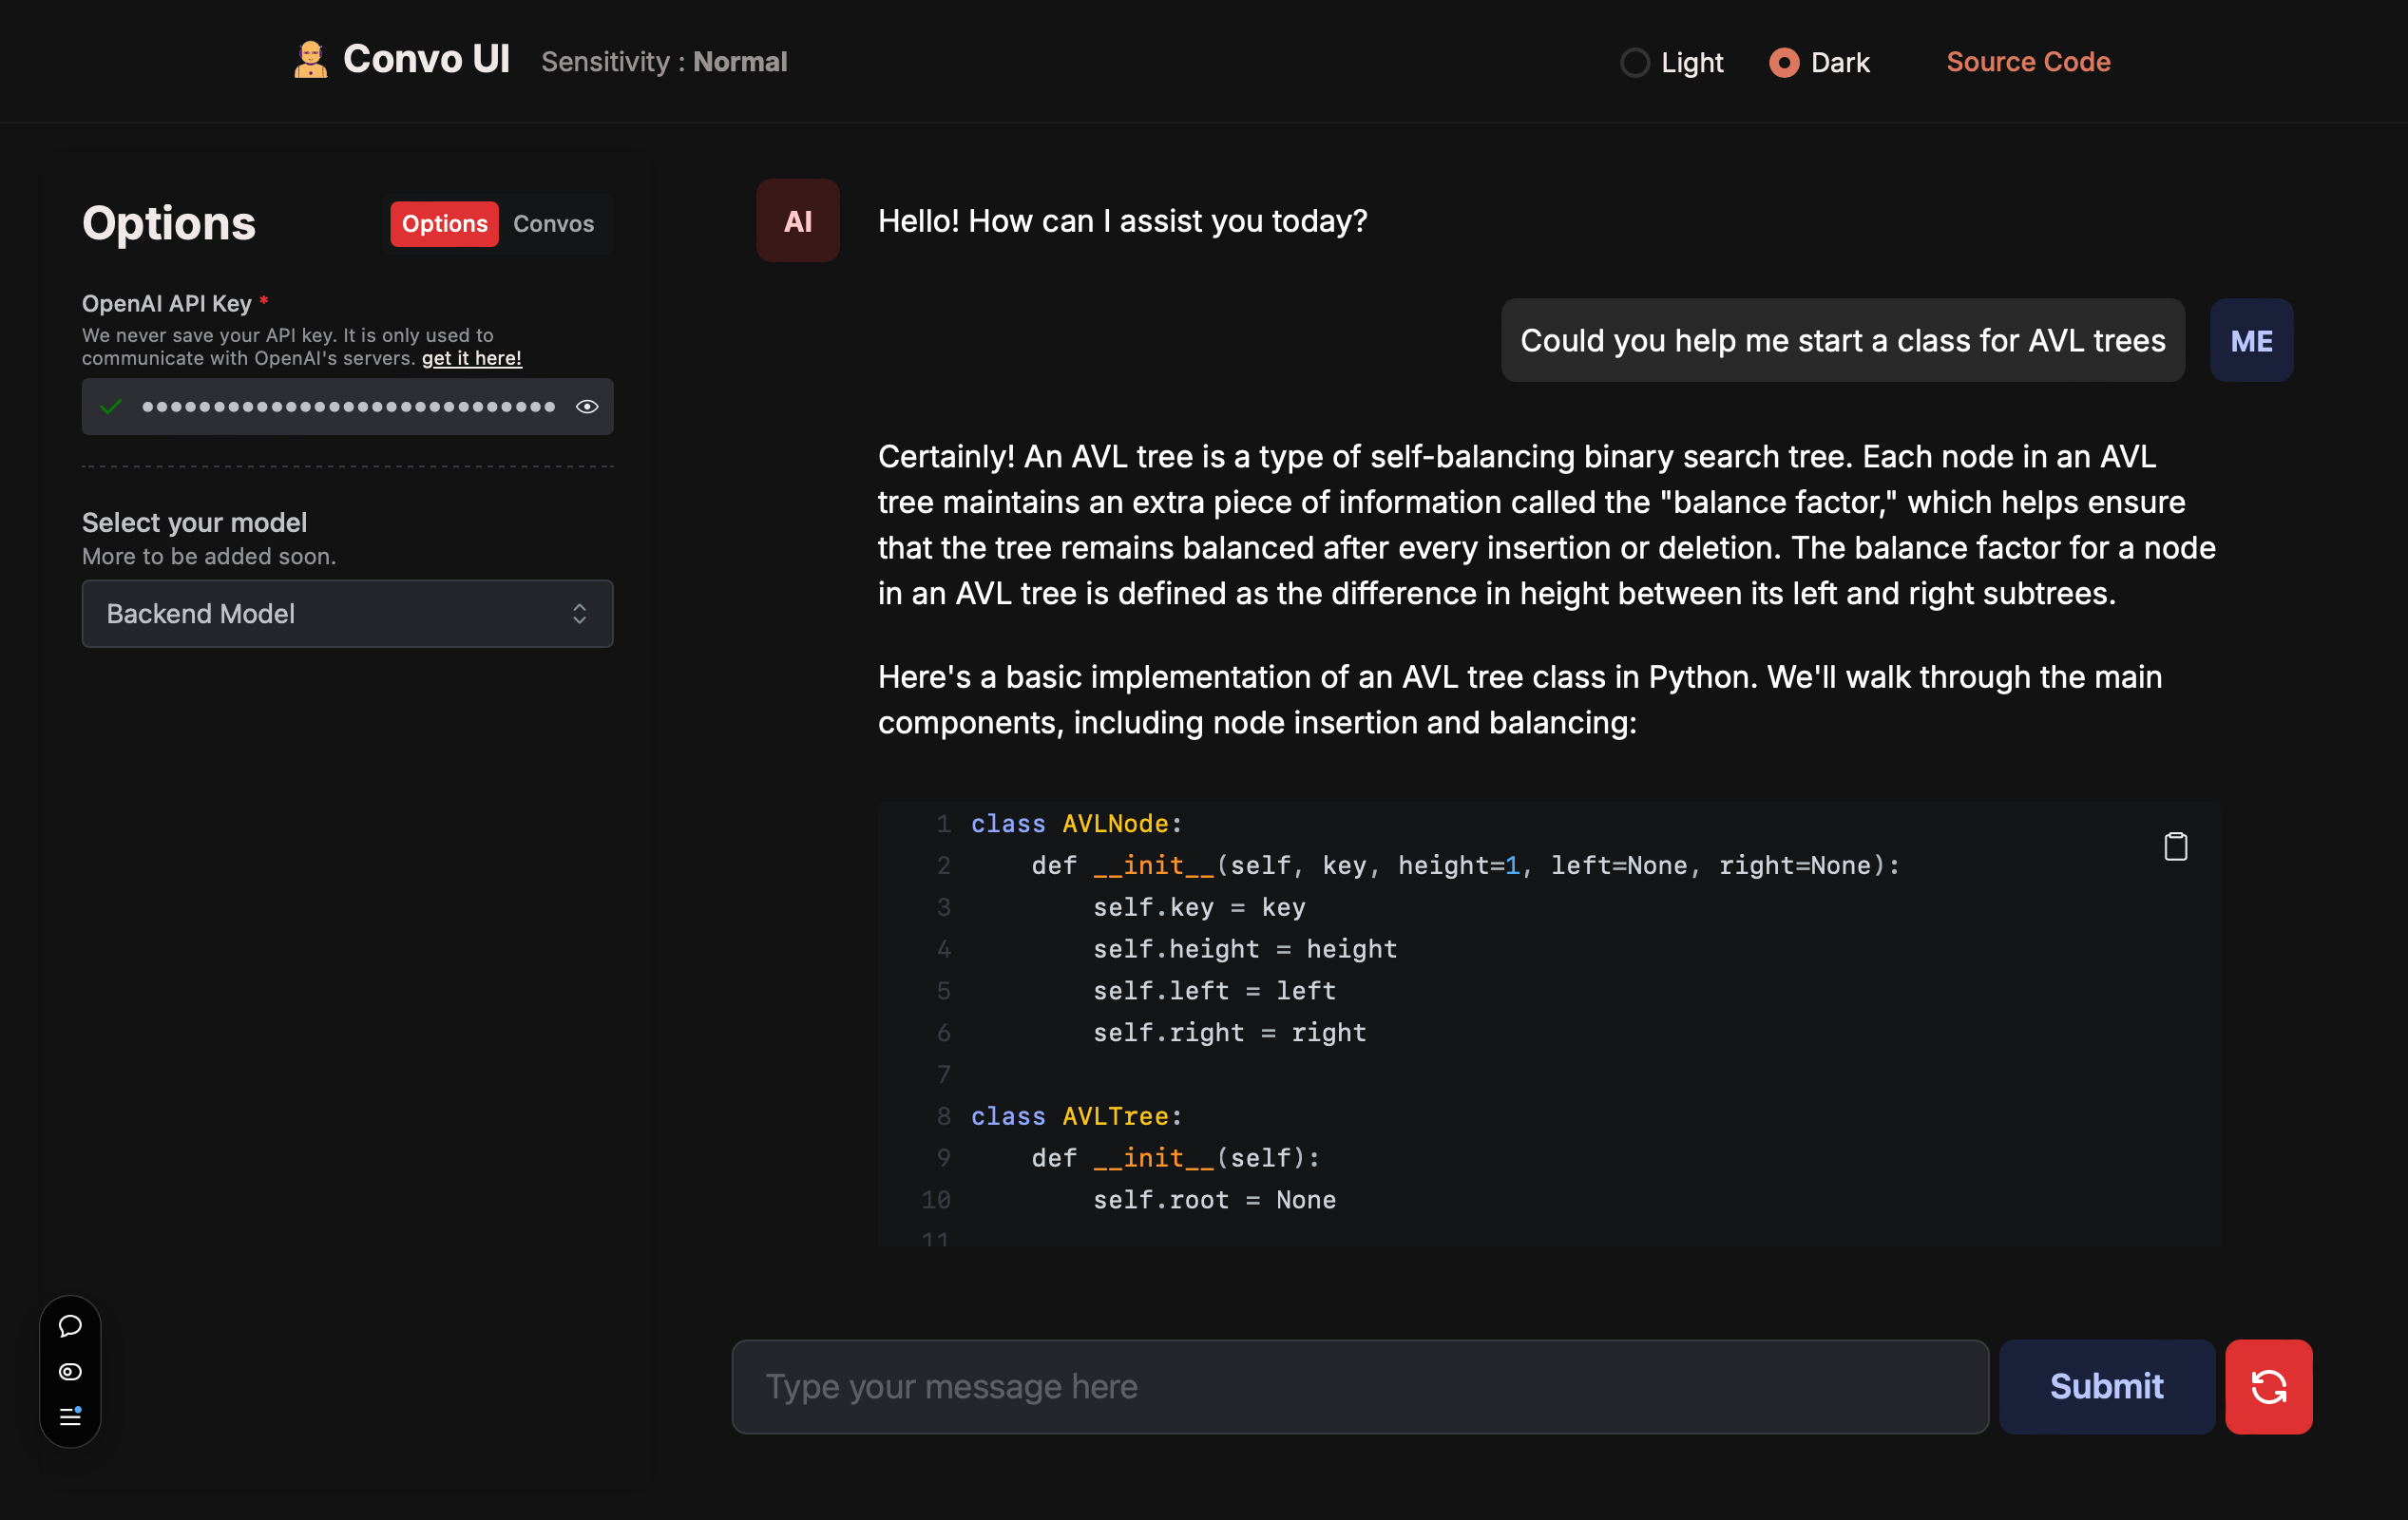 Convo UI
Sensitivity : Normal
Light
Dark
Source Code
Options
Options
Convos
OpenAI API Key *
We never save your API key. It is only used to
communicate with OpenAI's servers. get it here!
Select your model
More to be added soon.
Backend Model
AI
Hello! How can I assist you today?
Could you help me start a class for AVL trees
ME
Certainly! An AVL tree is a type of self-balancing binary search tree. Each node in an AVL
tree maintains an extra piece of information called the "balance factor," which helps ensure
that the tree remains balanced after every insertion or deletion. The balance factor for a node
in an AVL tree is defined as the difference in height between its left and right subtrees.
Here's a basic implementation of an AVL tree class in Python. We'll walk through the main
components, including node insertion and balancing:
1 class AVLNode:
2     def __init__(self, key, height=1, left=None, right=None):
3         self.key = key
4         self.height = height
5         self.left = left
6         self.right = right
7
8 class AVLTree:
9     def __init__(self):
10         self.root = None
11
Type your message here
Submit